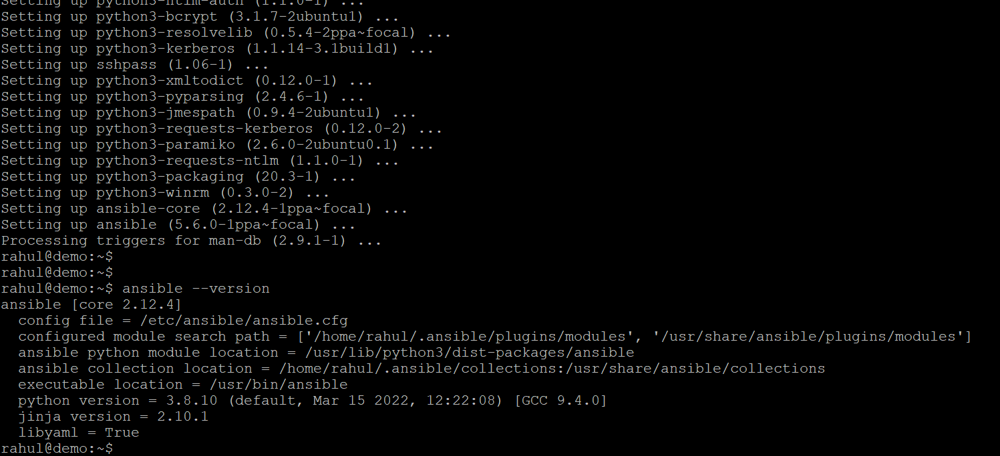 Setting up python3-ntlm-auth (1.1.0-1) ...
Setting up python3-bcrypt (3.1.7-2ubuntu1) ...
Setting up python3-resolvelib (0.5.4-2ppa~focal) ...
Setting up python3-kerberos (1.1.14-3.1build1) ...
Setting up sshpass (1.06-1) ...
Setting up python3-xmltodict (0.12.0-1) ...
Setting up python3-pyparsing (2.4.6-1) ...
Setting up python3-jmespath (0.9.4-2ubuntu1) ...
Setting up python3-requests-kerberos (0.12.0-2) ...
Setting up python3-paramiko (2.6.0-2ubuntu0.1) ...
Setting up python3-requests-ntlm (1.1.0-1) ...
Setting up python3-packaging (20.3-1) ...
Setting up python3-winrm (0.3.0-2) ...
Setting up ansible-core (2.12.4-1ppa~focal) ...
Setting up ansible (5.6.0-1ppa~focal) ...
Processing triggers for man-db (2.9.1-1) ...
rahul@demo:~$
rahul@demo:~$
rahul@demo:~$ ansible --version
ansible [core 2.12.4]
  config file = /etc/ansible/ansible.cfg
  configured module search path = ['/home/rahul/.ansible/plugins/modules', '/usr/share/ansible/plugins/modules']
  ansible python module location = /usr/lib/python3/dist-packages/ansible
  ansible collection location = /home/rahul/.ansible/collections:/usr/share/ansible/collections
  executable location = /usr/bin/ansible
  python version = 3.8.10 (default, Mar 15 2022, 12:22:08) [GCC 9.4.0]
  jinja version = 2.10.1
  libyaml = True
rahul@demo:~$